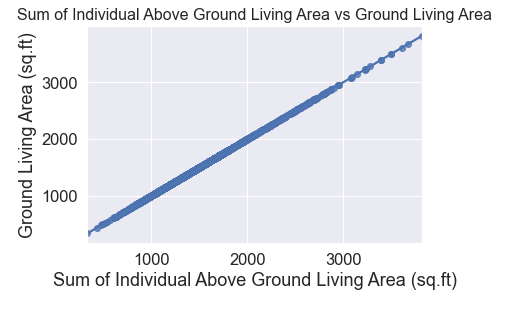 Sum of Individual Above Ground Living Area vs Ground Living Area
Ground Living Area (sq.ft)
3000
2000
1000
1000 2000 3000
Sum of Individual Above Ground Living Area (sq.ft)